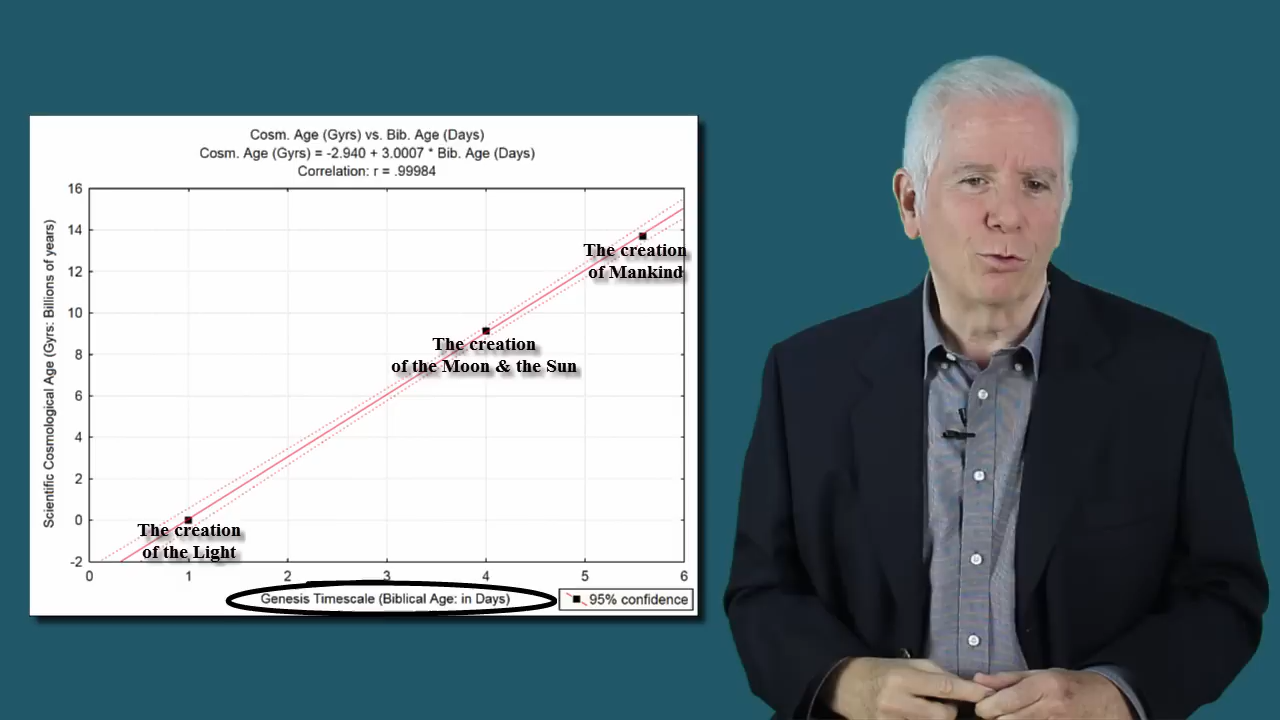 Cosm. Age (Gyrs) vs. Bib. Age (Days)
Cosm. Age (Gyrs) = -2.940 + 3.0007 * Bib. Age (Days)
Correlation: r = .99984
Scientific Cosmological Age (Gyrs: Billions of years)
16
14
12
10
8
6
4
2
0
-2
The creation
of Mankind
The creation
of the Moon & the Sun
The creation
of the Light
0 1 2 3 4 5 6
Genesis Timescale (Biblical Age: in Days)
95% confidence